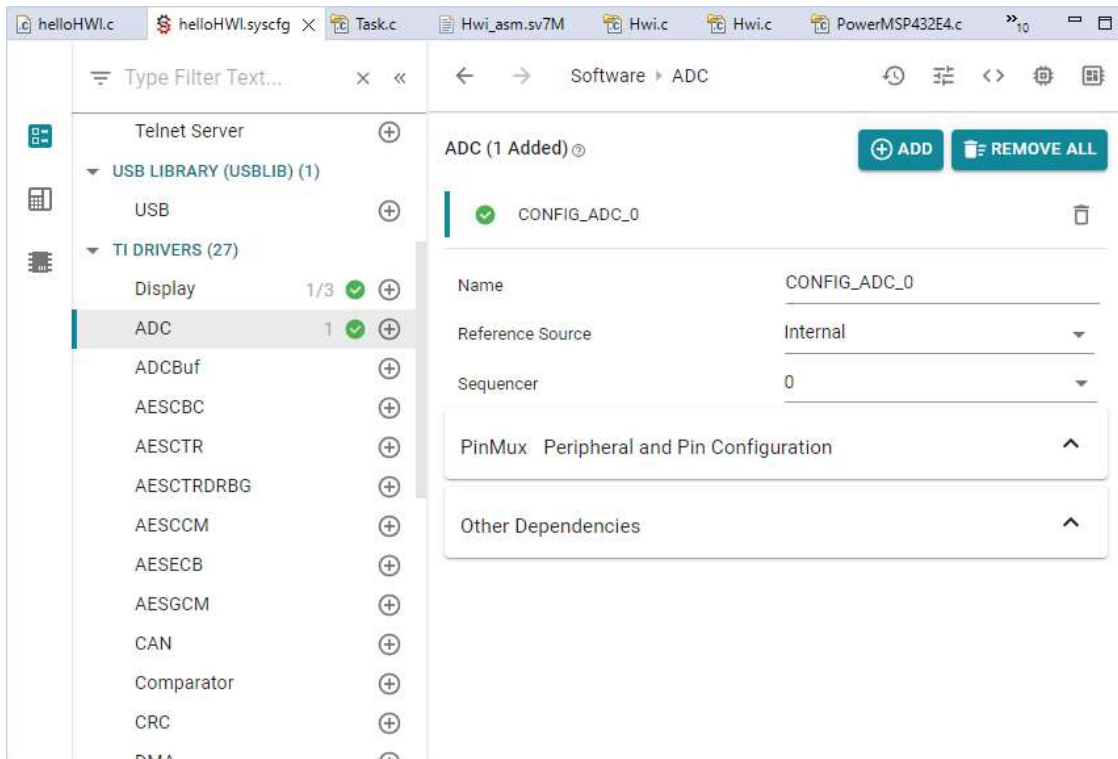 helloHWI.c helloHWI.syscfg Task.c Hwi_asm.sv7M Hwi.c Hwi.c PowerMSP432E4.c »10
Type Filter Text...
Software ADC
Telnet Server
USB LIBRARY (USBLIB) (1)
USB
TI DRIVERS (27)
Display 1/3
ADC 1
ADCBuf
AESCBC
AESCTR
AESCTRDRBG
AESCCM
AESECB
AESGCM
CAN
Comparator
CRC
DMA
ADC (1 Added)
ADD
REMOVE ALL
CONFIG_ADC_0
Name CONFIG_ADC_0
Reference Source Internal
Sequencer 0
PinMux Peripheral and Pin Configuration
Other Dependencies